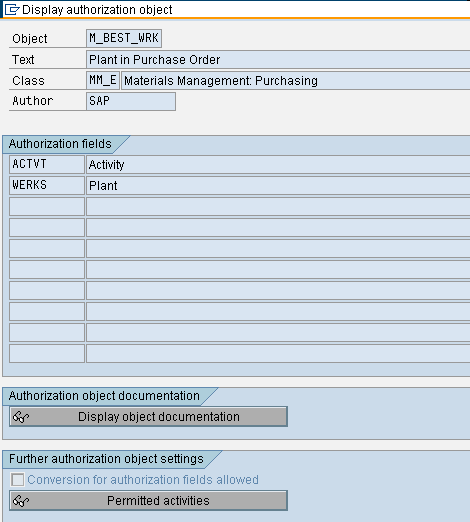 Display authorization object
Object M_BEST_WRK
Text Plant in Purchase Order
Class MM_E Materials Management: Purchasing
Author SAP
Authorization fields
ACTVT Activity
WERKS Plant
Authorization object documentation
Display object documentation
Further authorization object settings
Conversion for authorization fields allowed
Permitted activities